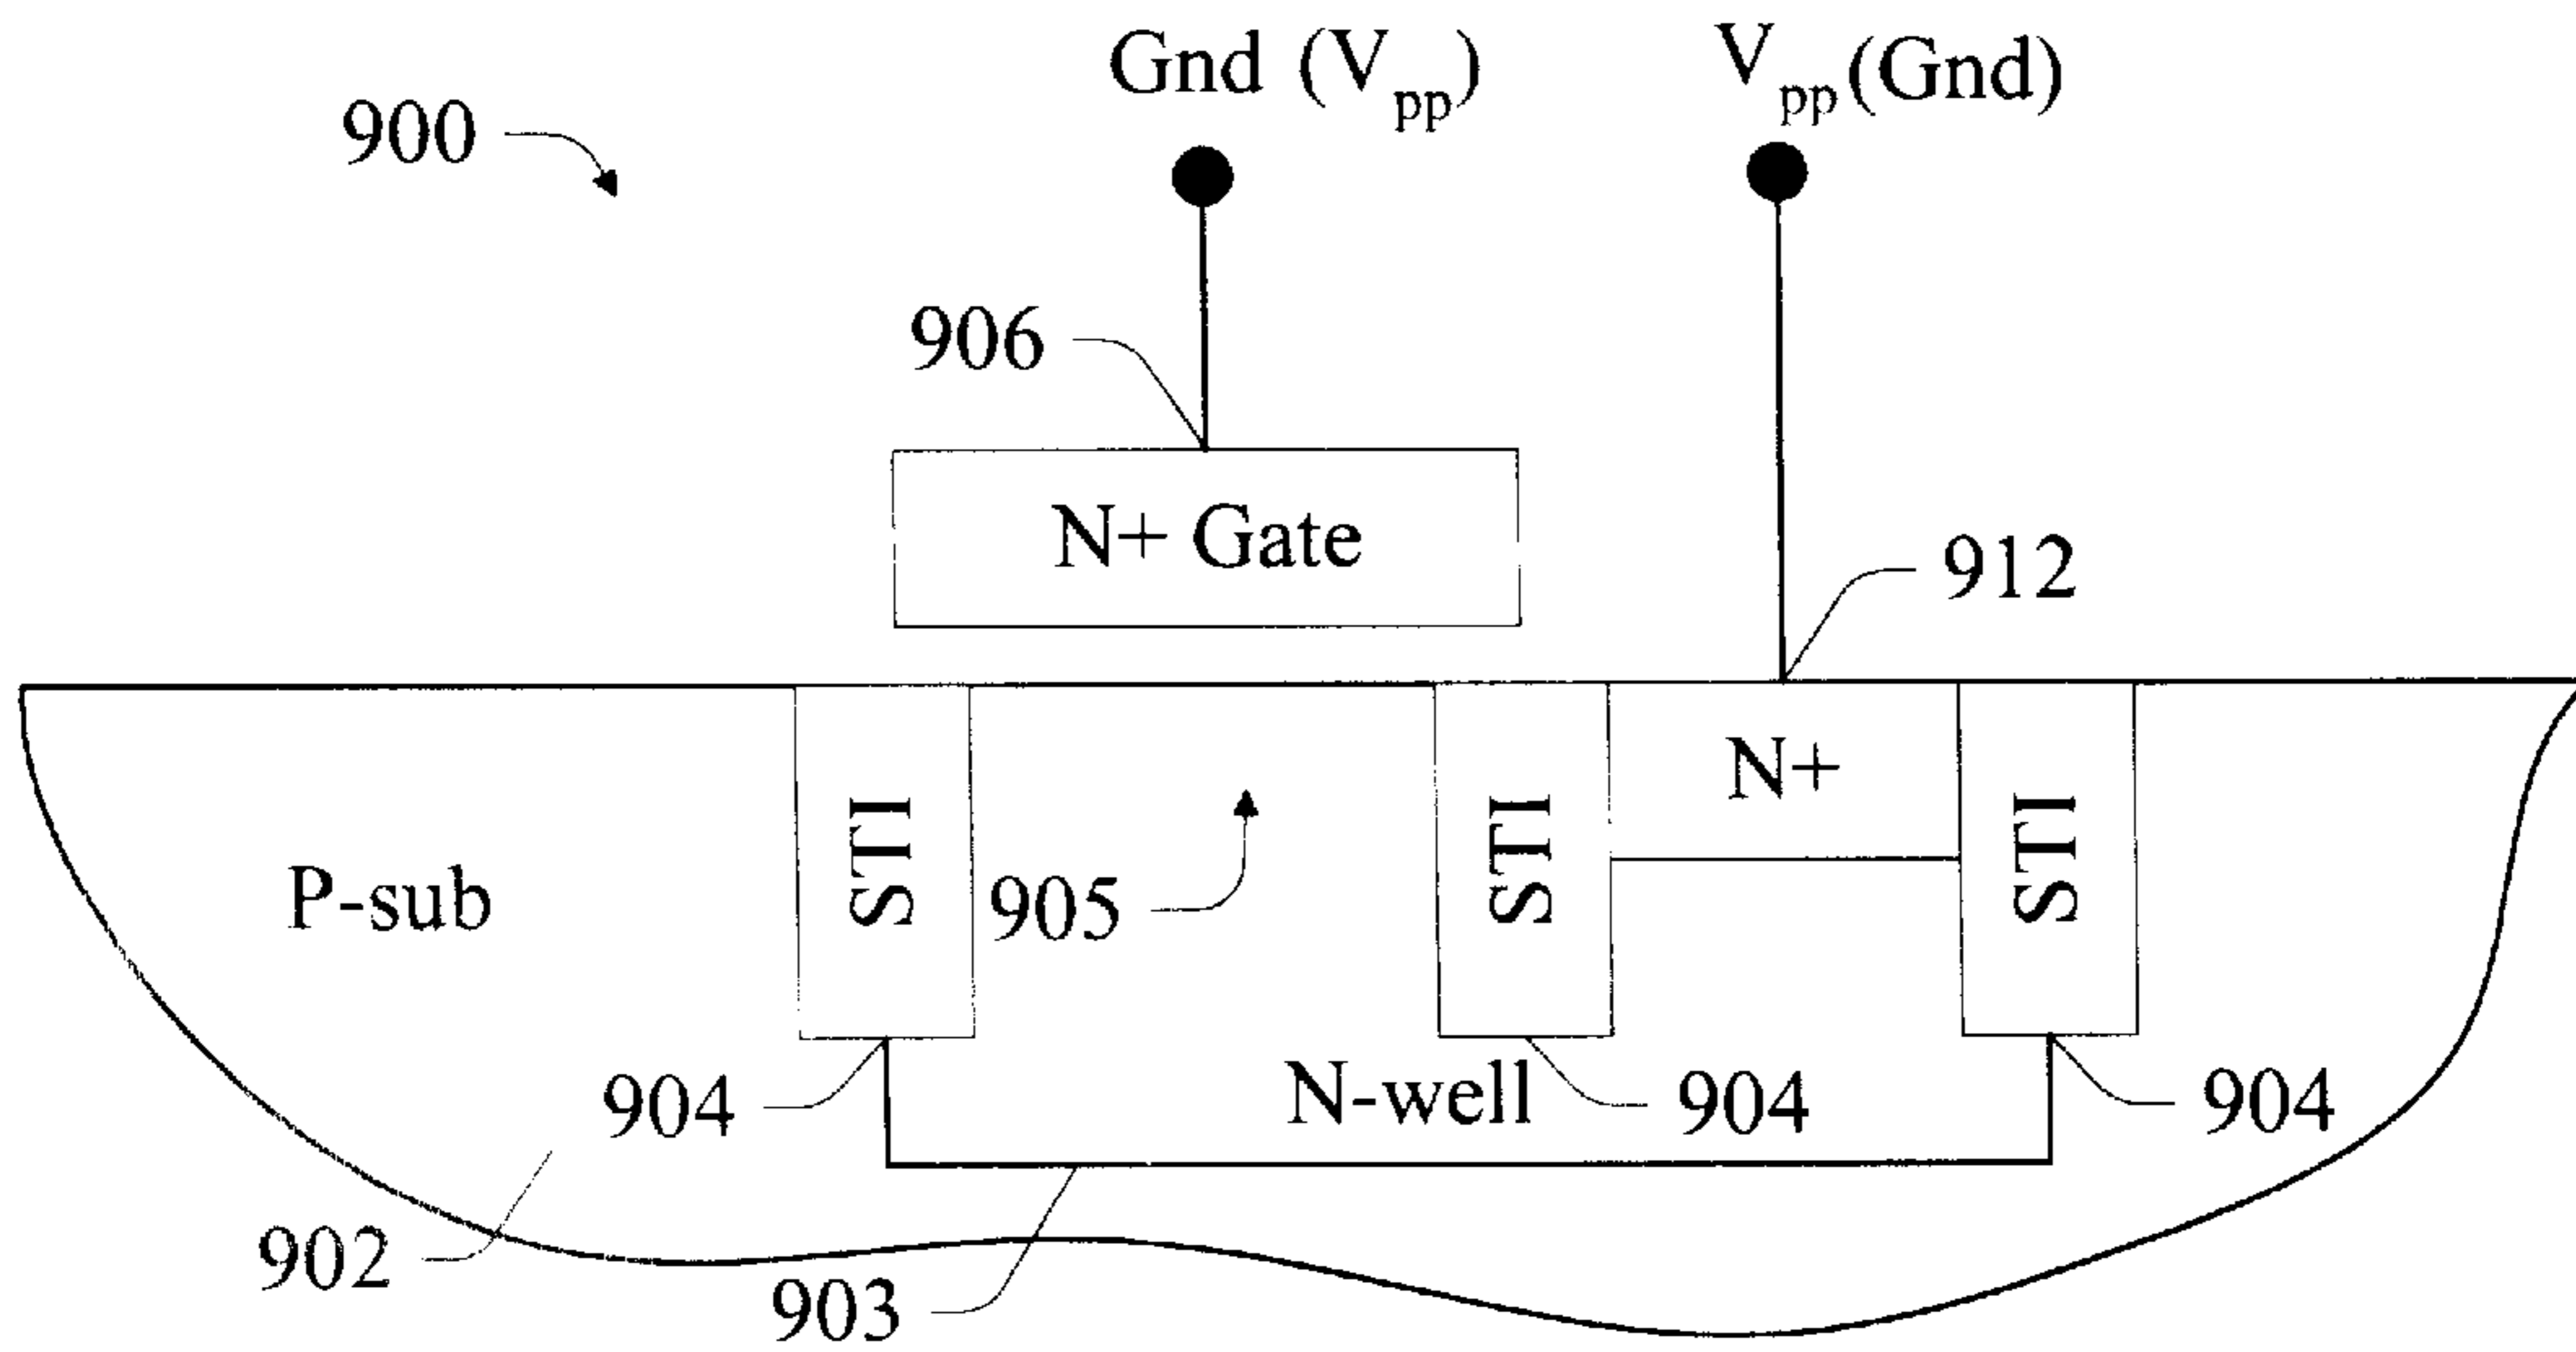 Gnd (Vpp)
Vpp(Gnd)
900
906
N+ Gate
912
STI
STI
N+
STI
P-sub
905
N-well
904
904
904
902
903